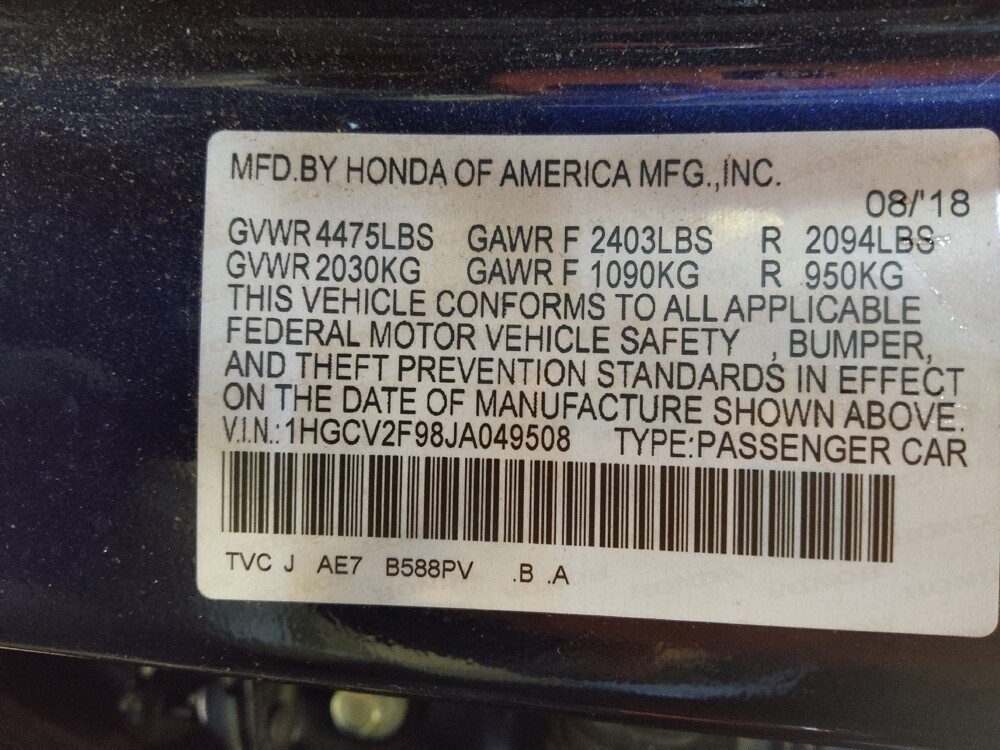 MFD.BY HONDA OF AMERICA MFG.,INC.
08/'18
GVWR 4475LBS GAWR F 2403LBS R 2094LBS
GVWR 2030KG GAWR F 1090KG R 950KG
THIS VEHICLE CONFORMS TO ALL APPLICABLE
FEDERAL MOTOR VEHICLE SAFETY , BUMPER,
AND THEFT PREVENTION STANDARDS IN EFFECT
ON THE DATE OF MANUFACTURE SHOWN ABOVE.
V.I.N.:1HGCV2F98JA049508 TYPE:PASSENGER CAR
TVC J AE7 B588PV .B .A